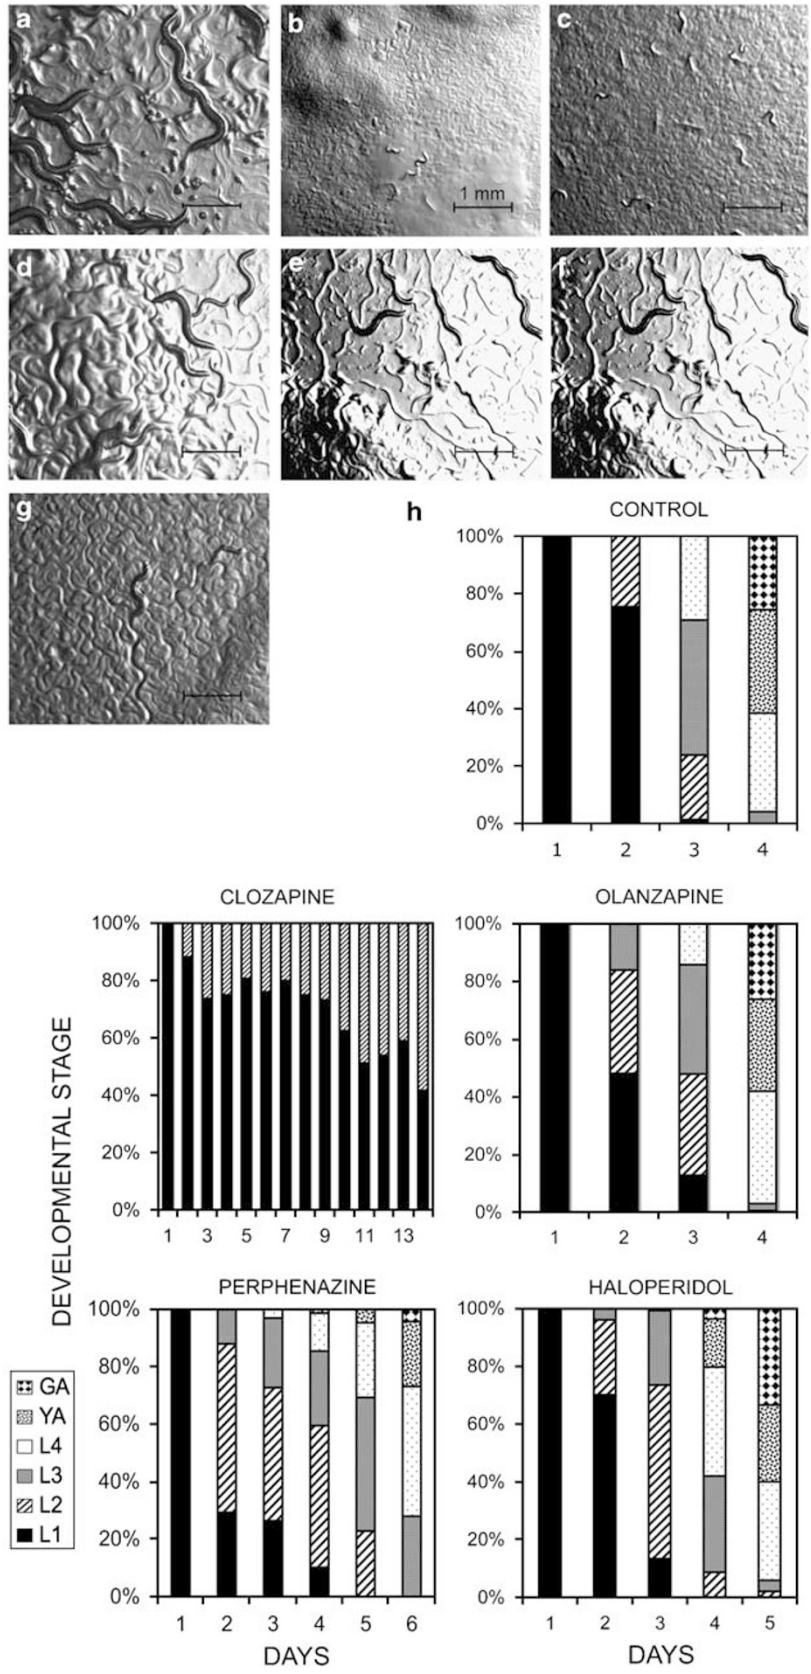 a
b
c
1 mm
d
e
f
g
h
CONTROL
100%
80%
60%
40%
20%
0%
1 2 3 4
CLOZAPINE
100%
80%
60%
40%
20%
0%
1 3 5 7 9 11 13
OLANZAPINE
100%
80%
60%
40%
20%
0%
1 2 3 4
DEVELOPMENTAL STAGE
PERPHENAZINE
100%
80%
60%
40%
20%
0%
1 2 3 4 5 6
DAYS
HALOPERIDOL
100%
80%
60%
40%
20%
0%
1 2 3 4 5
DAYS
GA
YA
L4
L3
L2
L1